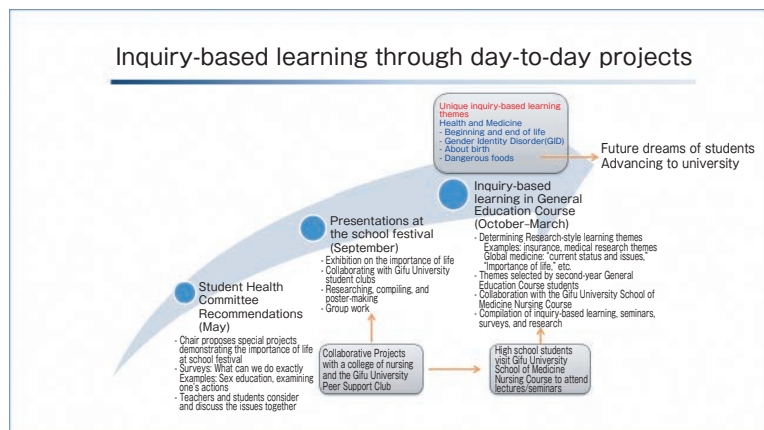 Inquiry-based learning through day-to-day projects
Unique inquiry-based learning
themes
Health and Medicine
- Beginning and end of life
- Gender Identity Disorder(GID)
- About birth
- Dangerous foods
Future dreams of students
Advancing to university
Inquiry-based
learning in General
Education Course
(October–March)
- Determining Research-style learning themes
Examples: insurance, medical research themes
Global medicine: "current status and issues,"
"Importance of life," etc.
- Themes selected by second-year General
Education Course students
- Collaboration with the Gifu University School of
Medicine Nursing Course
- Compilation of inquiry-based learning, seminars,
surveys, and research
Presentations at
the school festival
(September)
- Exhibition on the importance of life
- Collaborating with Gifu University
student clubs
- Researching, compiling, and
poster-making
- Group work
Student Health
Committee
Recommendations
(May)
- Chair proposes special projects
demonstrating the importance of life
at school festival
- Surveys: What can we do exactly
Examples: Sex education, examining
one's actions
- Teachers and students consider
and discuss the issues together
Collaborative Projects
with a college of nursing
and the Gifu University
Peer Support Club
High school students
visit Gifu University
School of Medicine
Nursing Course to attend
lectures/seminars